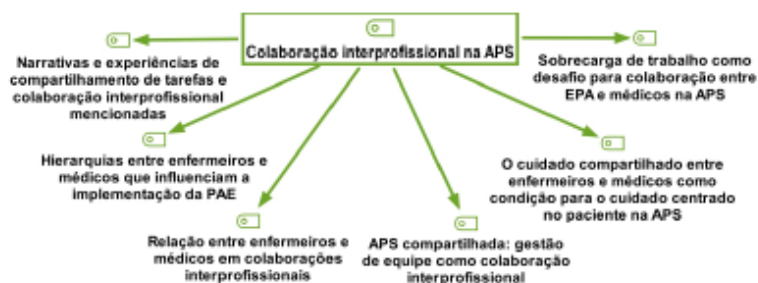 Colaboração interprofissional na APS
Narrativas e experiências de
compartilhamento de tarefas e
colaboração interprofissional
mencionadas
Sobrecarga de trabalho como
desafio para colaboração entre
EPA e médicos na APS
Hierarquias entre enfermeiros e
médicos que influenciam a
implementação da PAE
O cuidado compartilhado entre
enfermeiros e médicos como
condição para o cuidado centrado
no paciente na APS
Relação entre enfermeiros e
médicos em colaborações
interprofissionais
APS compartilhada: gestão
de equipe como colaboração
interprofissional